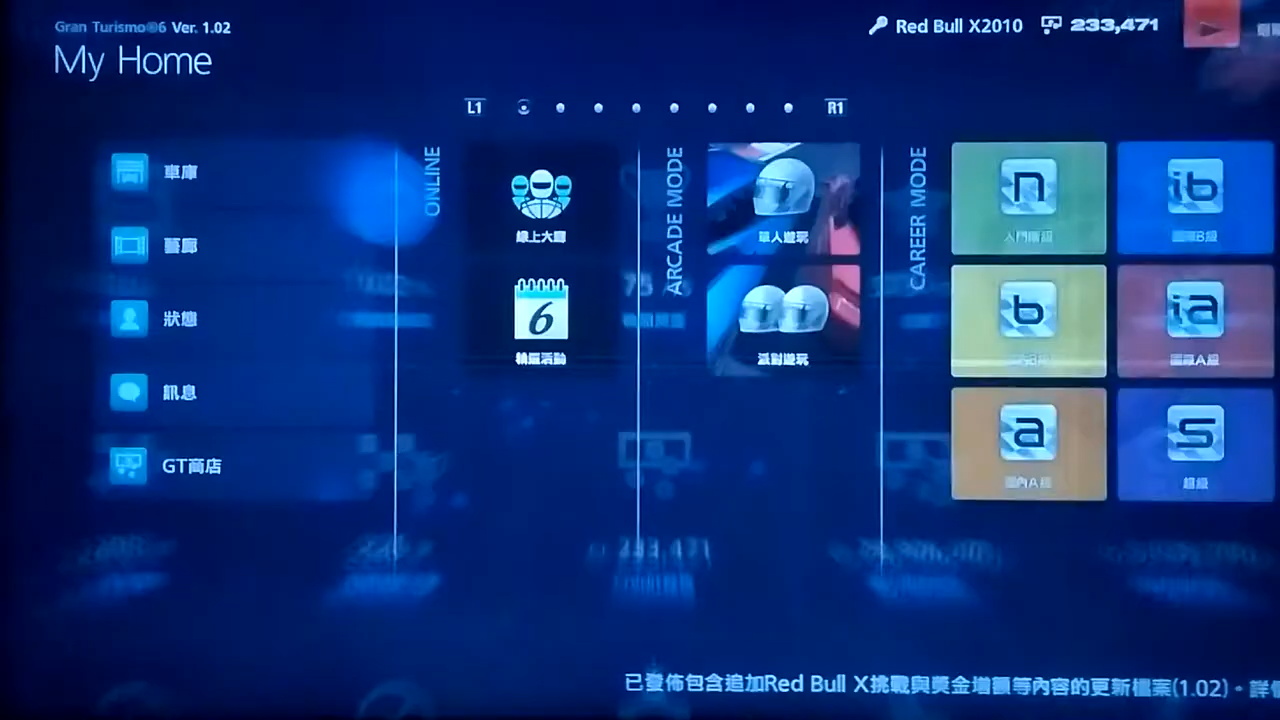 Gran Turismo®6 Ver. 1.02
My Home
Red Bull X2010
233,471
L1
R1
車庫
藝廊
狀態
訊息
GT商店
ONLINE
線上大廳
6
輪選活動
ARCADE MODE
單人遊玩
派對遊玩
CAREER MODE
n
入門階級
ib
國際B級
b
ia
國際A級
a
國內A級
S
超級
233,471
已發佈包含追加Red Bull X挑戰與獎金增額等內容的更新檔案(1.02)。詳